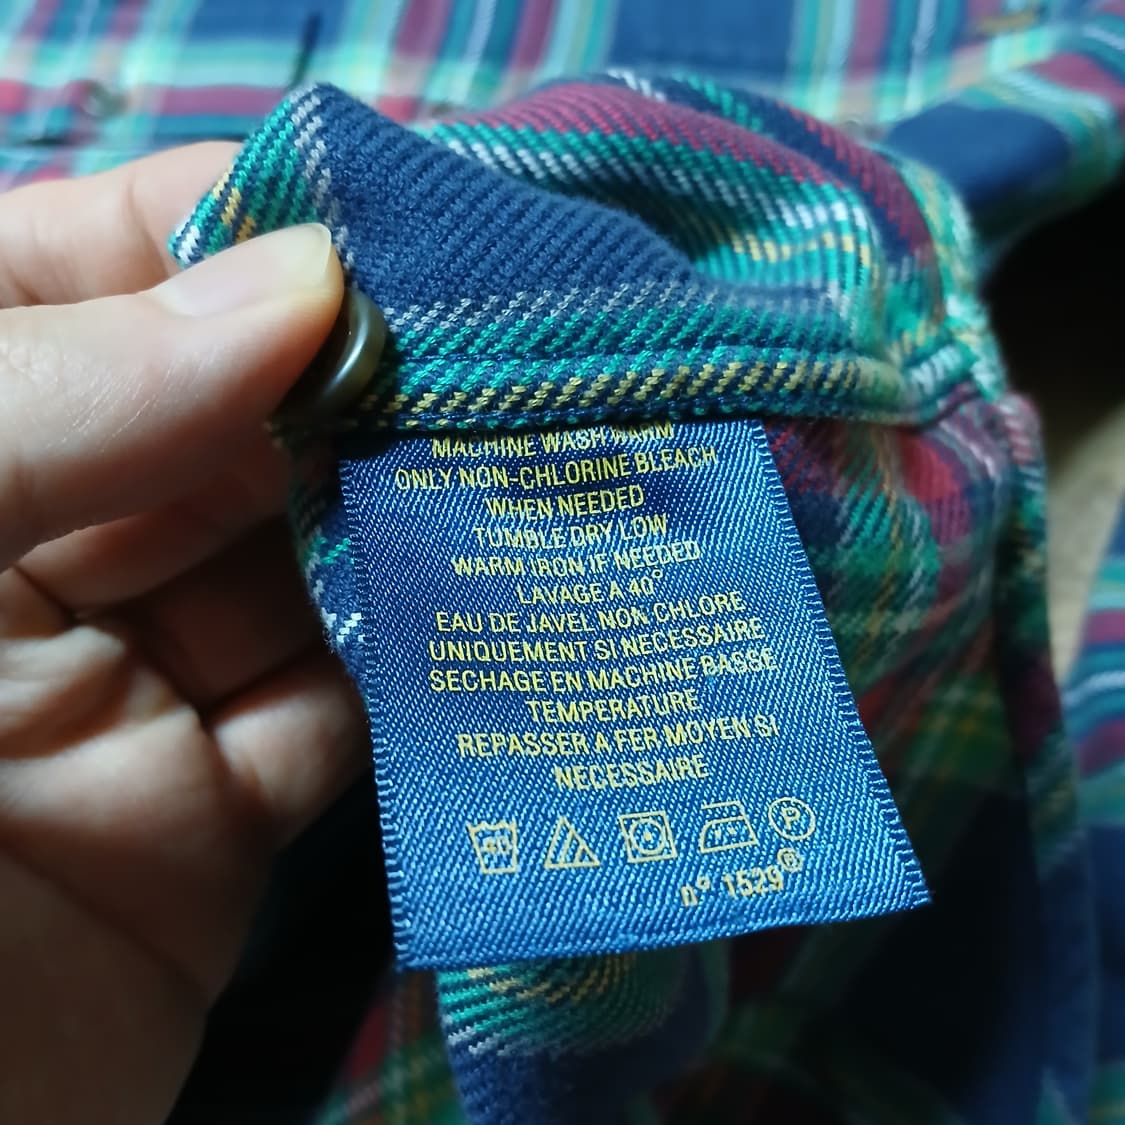 MACHINE WASH WARM
ONLY NON-CHLORINE BLEACH
WHEN NEEDED
TUMBLE DRY LOW
WARM IRON IF NEEDED
LAVAGE A 40°
EAU DE JAVEL NON CHLORE
UNIQUEMENT SI NECESSAIRE
SECHAGE EN MACHINE BASSE
TEMPERATURE
REPASSER A FER MOYEN SI
NECESSAIRE
40 P
n° 1529®